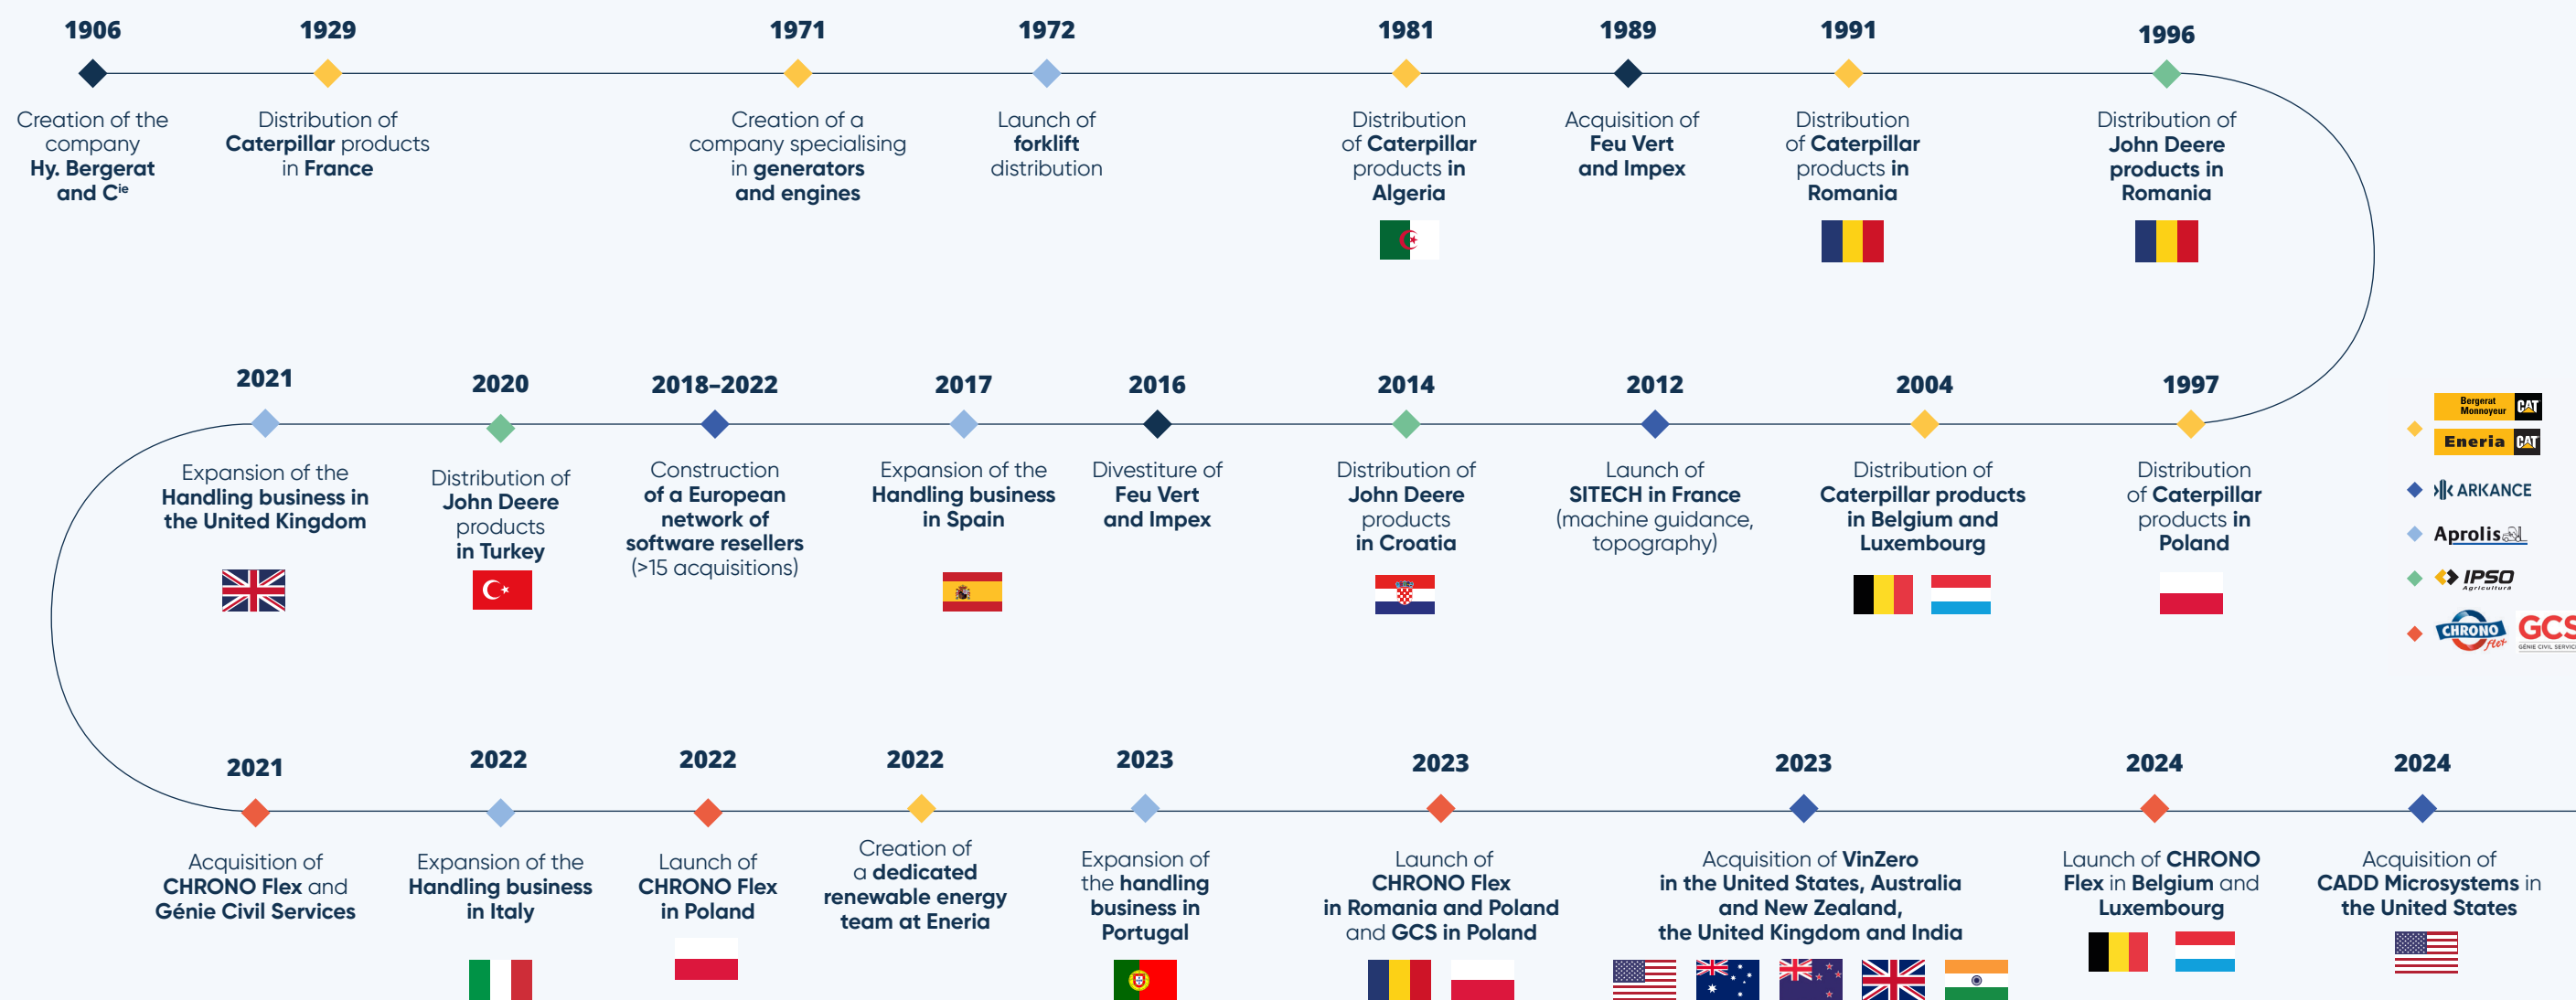 1906
Creation of the
company
Hy. Bergerat
and Cie
1929
Distribution of
Caterpillar products
in France
1971
Creation of a
company specialising
in generators
and engines
1972
Launch of
forklift
distribution
1981
Distribution
of Caterpillar
products in
Algeria
1989
Acquisition of
Feu Vert
and Impex
1991
Distribution
of Caterpillar
products in
Romania
1996
Distribution of
John Deere
products in
Romania
2021
Expansion of the
Handling business in
the United Kingdom
2020
Distribution of
John Deere
products
in Turkey
2018–2022
Construction
of a European
network of
software resellers
(>15 acquisitions)
2017
Expansion of the
Handling business
in Spain
2016
Divestiture of
Feu Vert
and Impex
2014
Distribution of
John Deere
products
in Croatia
2012
Launch of
SITECH in France
(machine guidance,
topography)
2004
Distribution of
Caterpillar products
in Belgium and
Luxembourg
1997
Distribution
of Caterpillar
products in
Poland
Bergerat
Monnoyeur CAT
Eneria CAT
ARKANCE
Aprolis
IPSO
Agricultură
CHRONO
flex
GCS
GÉNIE CIVIL SERVIC
2021
Acquisition of
CHRONO Flex and
Génie Civil Services
2022
Expansion of the
Handling business
in Italy
2022
Launch of
CHRONO Flex
in Poland
2022
Creation of
a dedicated
renewable energy
team at Eneria
2023
Expansion of
the handling
business in
Portugal
2023
Launch of
CHRONO Flex
in Romania and Poland
and GCS in Poland
2023
Acquisition of VinZero
in the United States, Australia
and New Zealand,
the United Kingdom and India
2024
Launch of CHRONO
Flex in Belgium and
Luxembourg
2024
Acquisition of
CADD Microsystems in
the United States